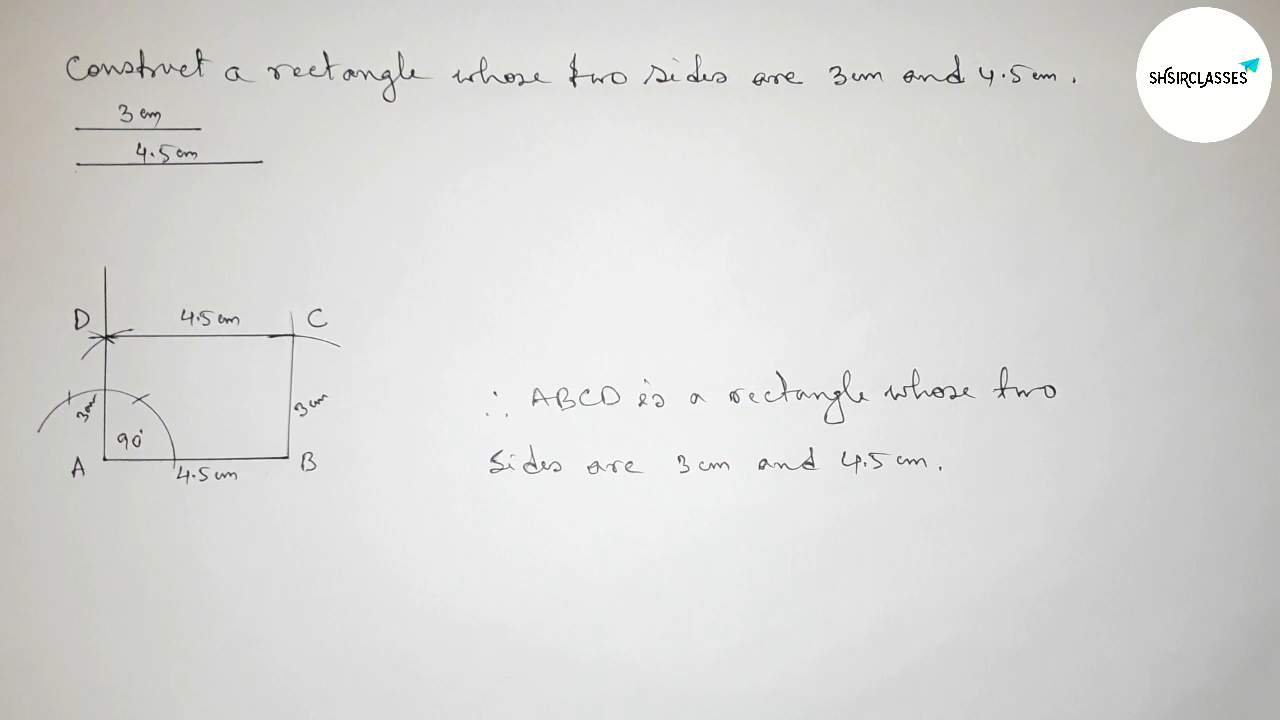 Construct a rectangle whose two sides are 3cm and 4.5cm.
SHSIRCLASSES
3cm
4.5cm
D 4.5cm C
3cm 3cm
90°
A 4.5cm B
∴ ABCD is a rectangle whose two
sides are 3cm and 4.5cm.